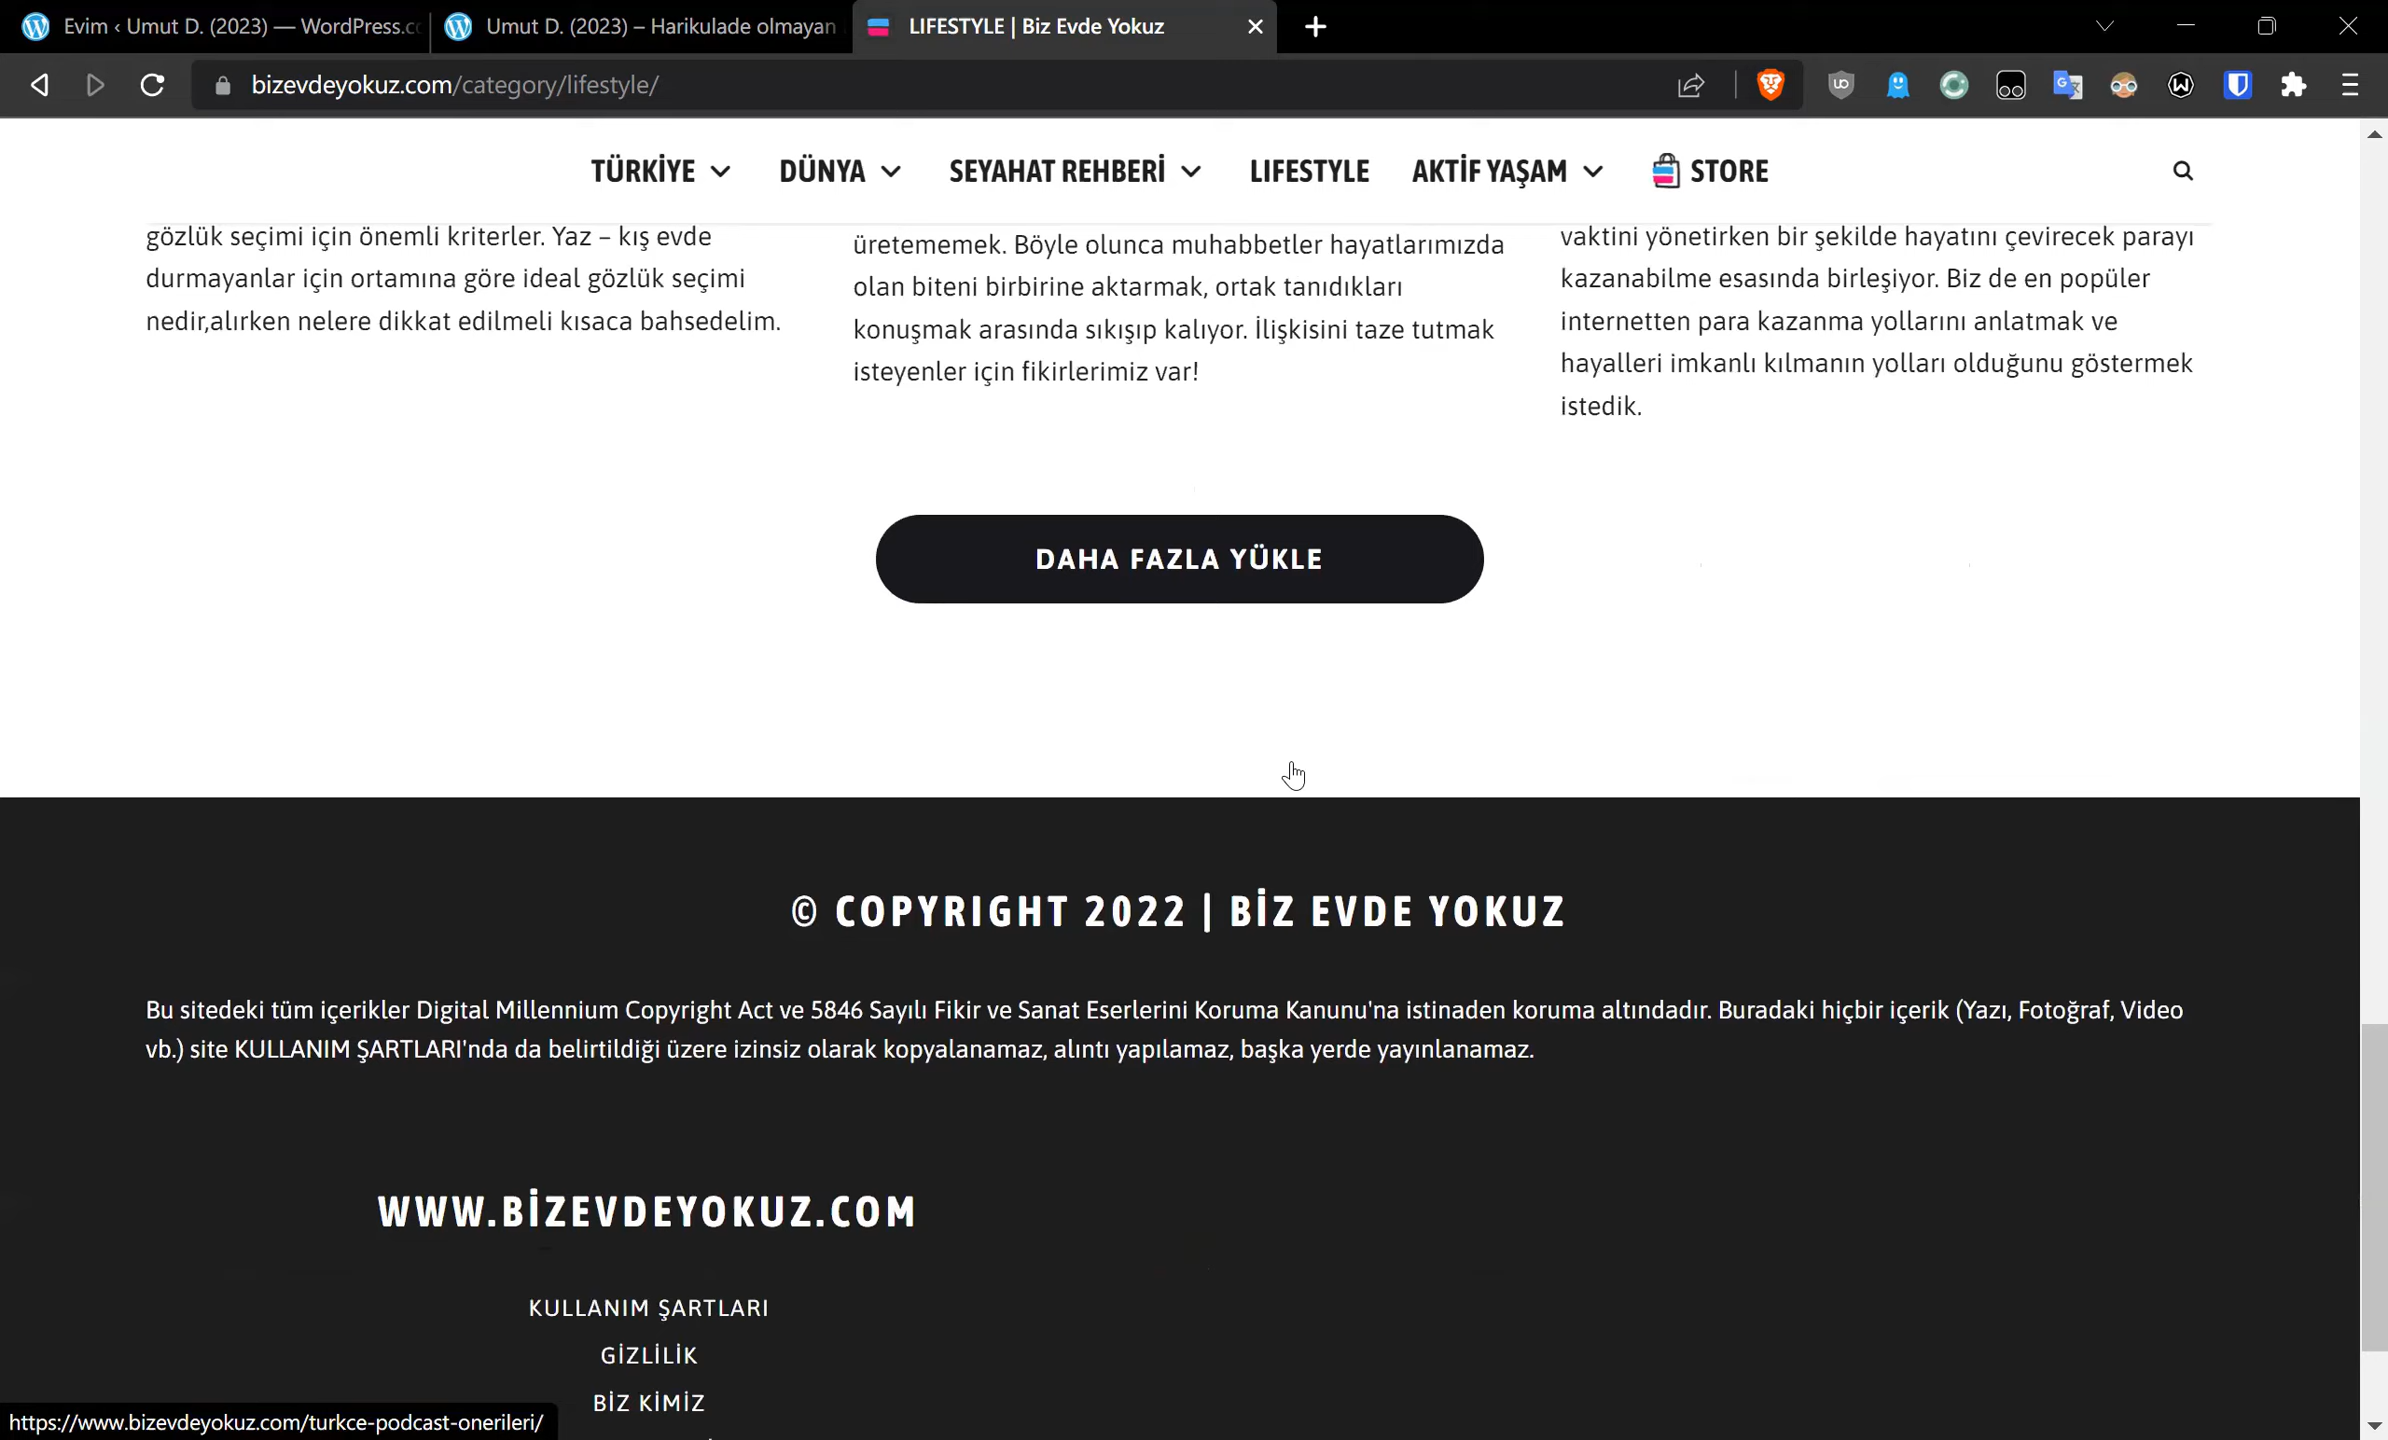 Evim ‹ Umut D. (2023) — WordPress.co
Umut D. (2023) – Harikulade olmayan
LIFESTYLE | Biz Evde Yokuz
bizevdeyokuz.com/category/lifestyle/
TÜRKİYE
DÜNYA
SEYAHAT REHBERİ
LIFESTYLE
AKTİF YAŞAM
STORE
gözlük seçimi için önemli kriterler. Yaz – kış evde
durmayanlar için ortamına göre ideal gözlük seçimi
nedir,alırken nelere dikkat edilmeli kısaca bahsedelim.
üretememek. Böyle olunca muhabbetler hayatlarımızda
olan biteni birbirine aktarmak, ortak tanıdıkları
konuşmak arasında sıkışıp kalıyor. İlişkisini taze tutmak
isteyenler için fikirlerimiz var!
vaktini yönetirken bir şekilde hayatını çevirecek parayı
kazanabilme esasında birleşiyor. Biz de en popüler
internetten para kazanma yollarını anlatmak ve
hayalleri imkanlı kılmanın yolları olduğunu göstermek
istedik.
DAHA FAZLA YÜKLE
© COPYRIGHT 2022 | BİZ EVDE YOKUZ
Bu sitedeki tüm içerikler Digital Millennium Copyright Act ve 5846 Sayılı Fikir ve Sanat Eserlerini Koruma Kanunu'na istinaden koruma altındadır. Buradaki hiçbir içerik (Yazı, Fotoğraf, Video
vb.) site KULLANIM ŞARTLARI'nda da belirtildiği üzere izinsiz olarak kopyalanamaz, alıntı yapılamaz, başka yerde yayınlanamaz.
WWW.BİZEVDEYOKUZ.COM
KULLANIM ŞARTLARI
GİZLİLİK
BİZ KİMİZ
https://www.bizevdeyokuz.com/turkce-podcast-onerileri/